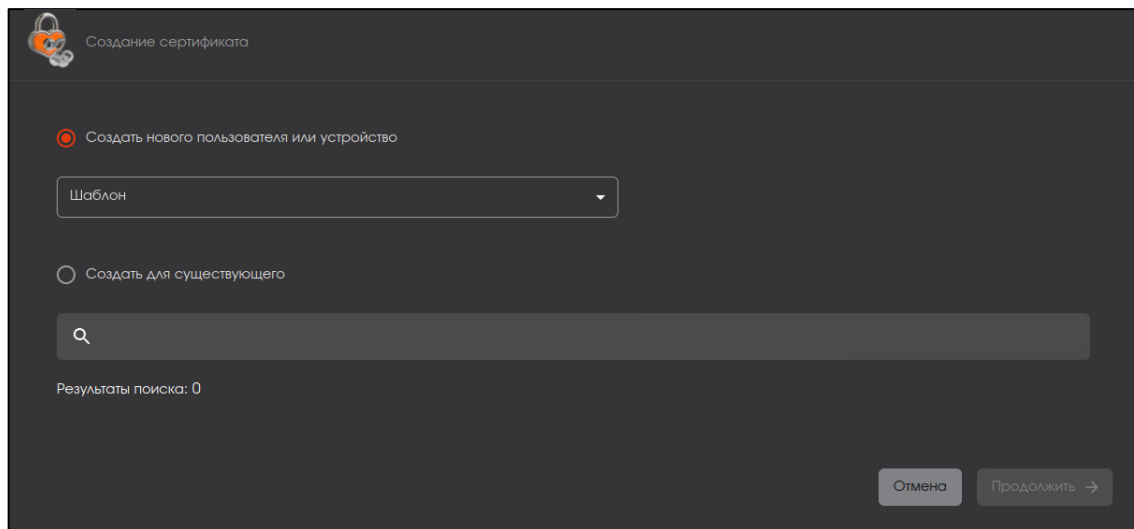 Создание сертификата
Создать нового пользователя или устройство
Шаблон
Создать для существующего
Результаты поиска: 0
Отмена
Продолжить →